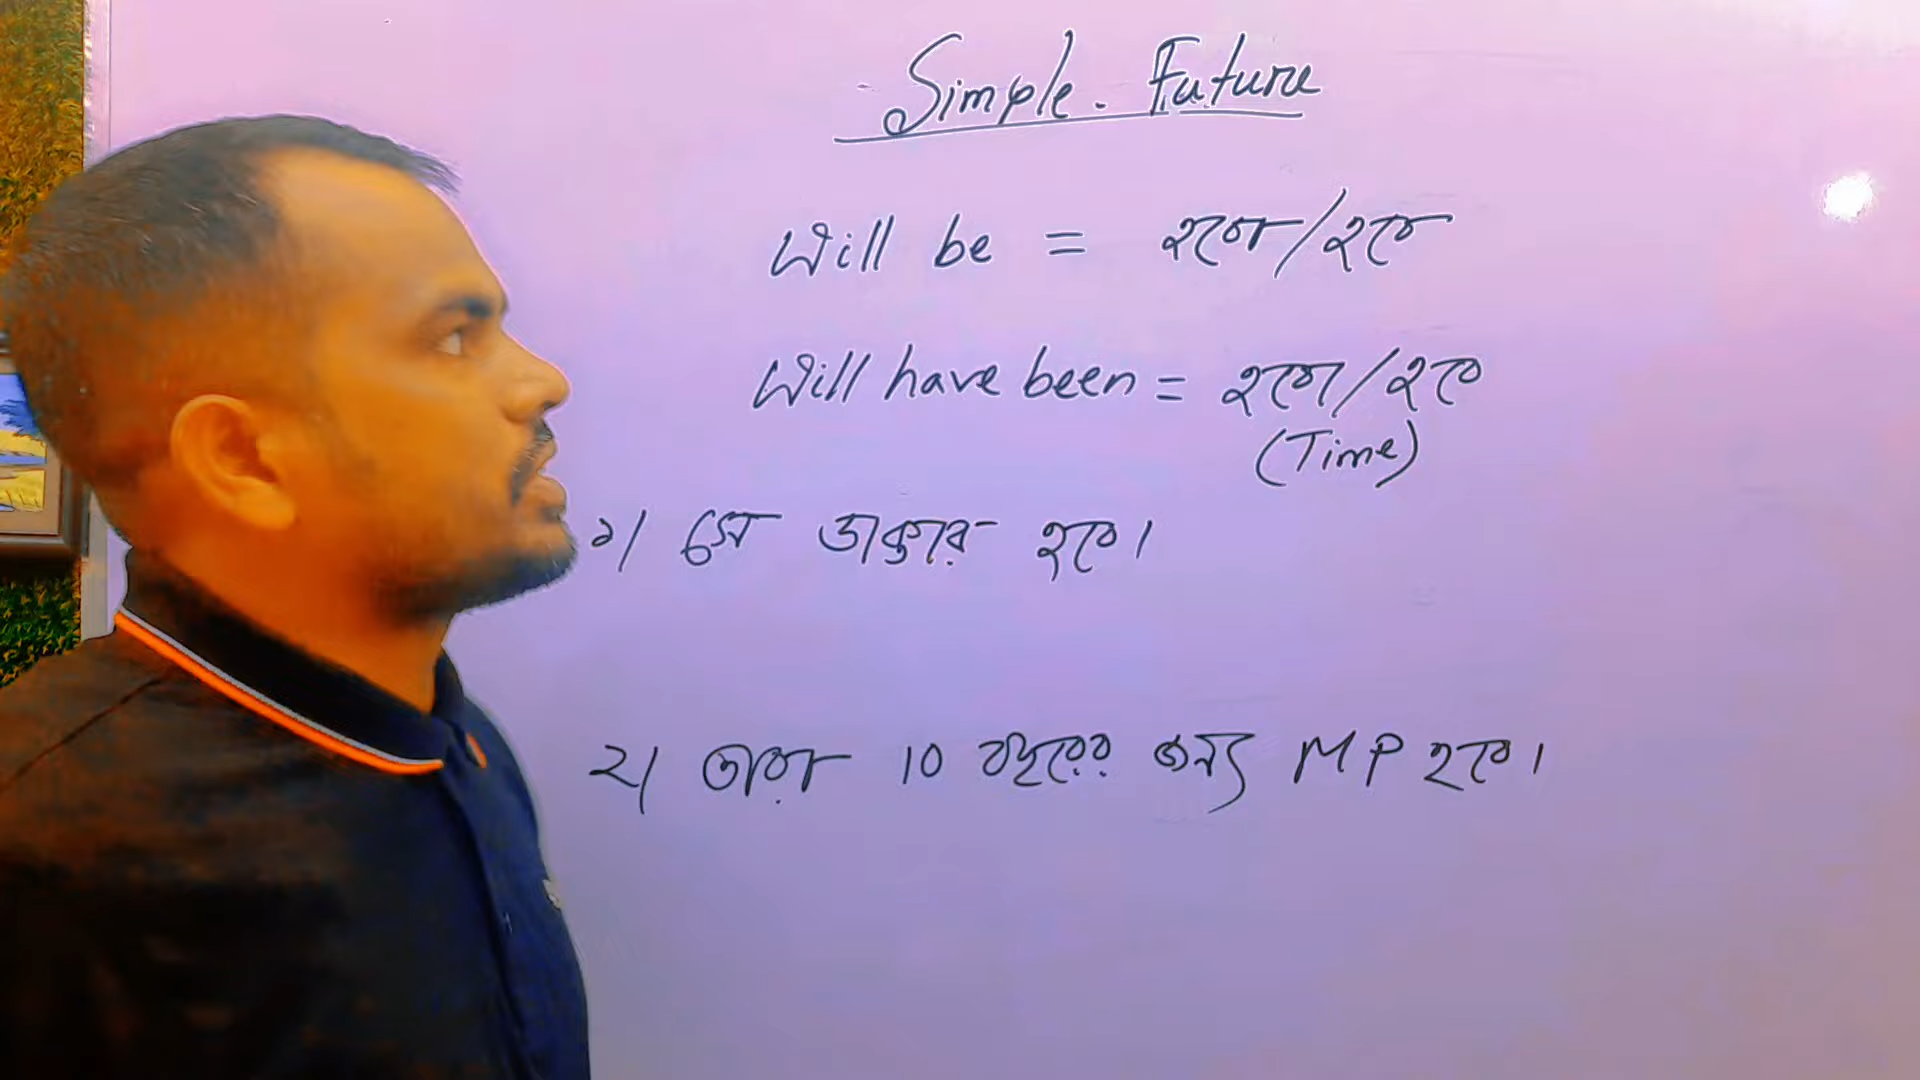 Simple. Future
Will be = হবো/হবে
Will have been = হবো/হবে
(Time)
১। সে ডাক্তার হবে।
২। তারা 10 বছরের জন্য MP হবে।